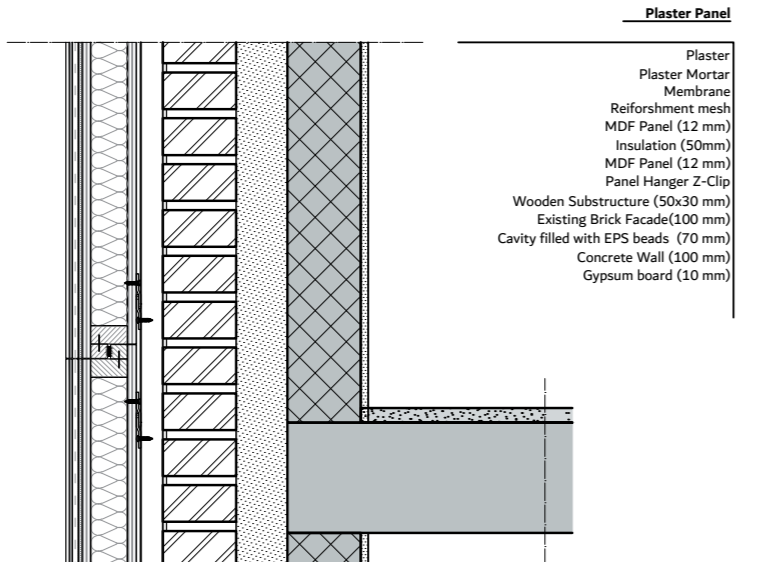 Plaster Panel
Plaster
Plaster Mortar
Membrane
Reiforshment mesh
MDF Panel (12 mm)
Insulation (50mm)
MDF Panel (12 mm)
Panel Hanger Z-Clip
Wooden Substructure (50x30 mm)
Existing Brick Facade(100 mm)
Cavity filled with EPS beads  (70 mm)
Concrete Wall (100 mm)
Gypsum board (10 mm)